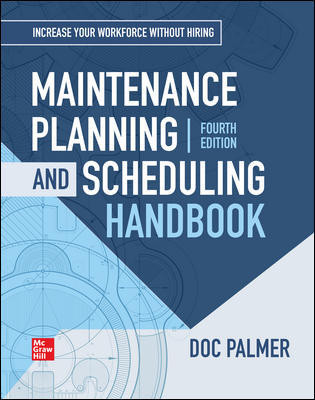 INCREASE YOUR WORKFORCE WITHOUT HIRING
MAINTENANCE
PLANNING
FOURTH
EDITION
AND SCHEDULING
HANDBOOK
Mc
Graw
Hill
DOC PALMER